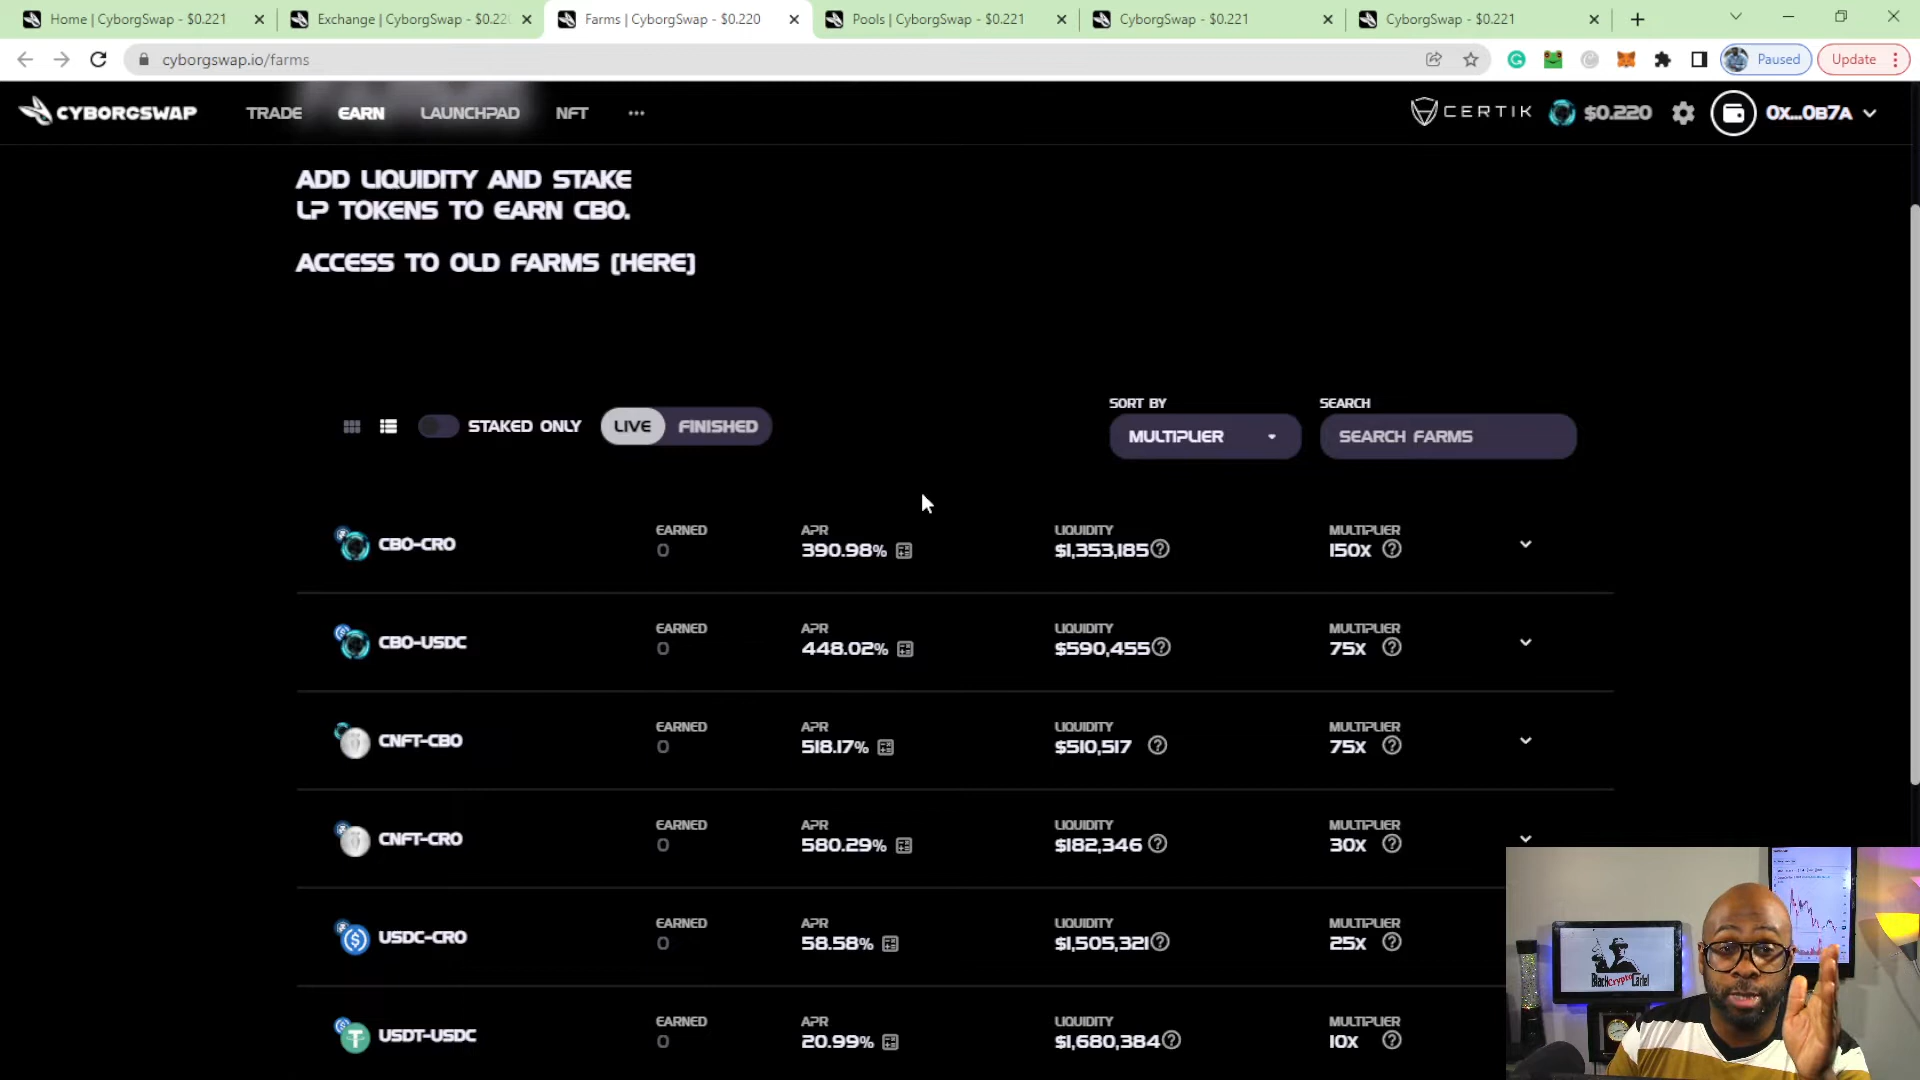 Home | CyborgSwap - $0.221
Exchange | CyborgSwap - $0.220
Farms | CyborgSwap - $0.220
Pools | CyborgSwap - $0.221
CyborgSwap - $0.221
CyborgSwap - $0.221
cyborgswap.io/farms
Paused
Update
CYBORGSWAP
TRADE
EARN
LAUNCHPAD
NFT
CERTIK
$0.220
0X...0B7A
ADD LIQUIDITY AND STAKE
LP TOKENS TO EARN CBO.
ACCESS TO OLD FARMS [HERE]
STAKED ONLY
LIVE
FINISHED
SORT BY
MULTIPLIER
SEARCH
SEARCH FARMS
CBO-CRO
EARNED
0
APR
390.98%
LIQUIDITY
$1,353,185
MULTIPLIER
150X
CBO-USDC
EARNED
0
APR
448.02%
LIQUIDITY
$590,455
MULTIPLIER
75X
CNFT-CBO
EARNED
0
APR
518.17%
LIQUIDITY
$510,517
MULTIPLIER
75X
CNFT-CRO
EARNED
0
APR
580.29%
LIQUIDITY
$182,346
MULTIPLIER
30X
USDC-CRO
EARNED
0
APR
58.58%
LIQUIDITY
$1,505,321
MULTIPLIER
25X
USDT-USDC
EARNED
0
APR
20.99%
LIQUIDITY
$1,680,384
MULTIPLIER
10X
BlackCryptoCartel